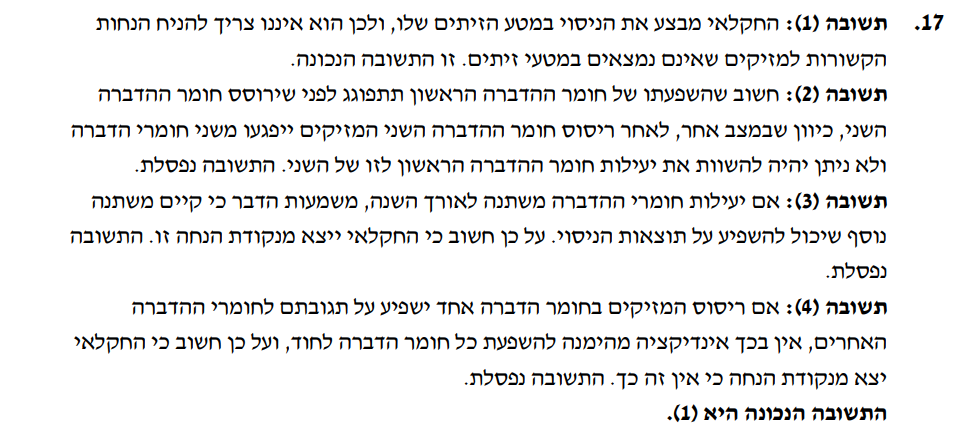 17. תשובה (1): החקלאי מבצע את הניסוי במטע הזיתים שלו, ולכן הוא איננו צריך להניח הנחות
הקשורות למזיקים שאינם נמצאים במטעי זיתים. זו התשובה הנכונה.
תשובה (2): חשוב שהשפעתו של חומר ההדברה הראשון תתפוגג לפני שירוסס חומר ההדברה
השני, כיוון שבמצב אחר, לאחר ריסוס חומר ההדברה השני המזיקים ייפגעו משני חומרי הדברה
ולא ניתן יהיה להשוות את יעילות חומר ההדברה הראשון לזו של השני. התשובה נפסלת.
תשובה (3): אם יעילות חומרי ההדברה משתנה לאורך השנה, משמעות הדבר כי קיים משתנה
נוסף שיכול להשפיע על תוצאות הניסוי. על כן חשוב כי החקלאי ייצא מנקודת הנחה זו. התשובה
נפסלת.
תשובה (4): אם ריסוס המזיקים בחומר הדברה אחד ישפיע על תגובתם לחומרי ההדברה
האחרים, אין בכך אינדיקציה מהימנה להשפעת כל חומר הדברה לחוד, ועל כן חשוב כי החקלאי
יצא מנקודת הנחה כי אין זה כך. התשובה נפסלת.
התשובה הנכונה היא (1).